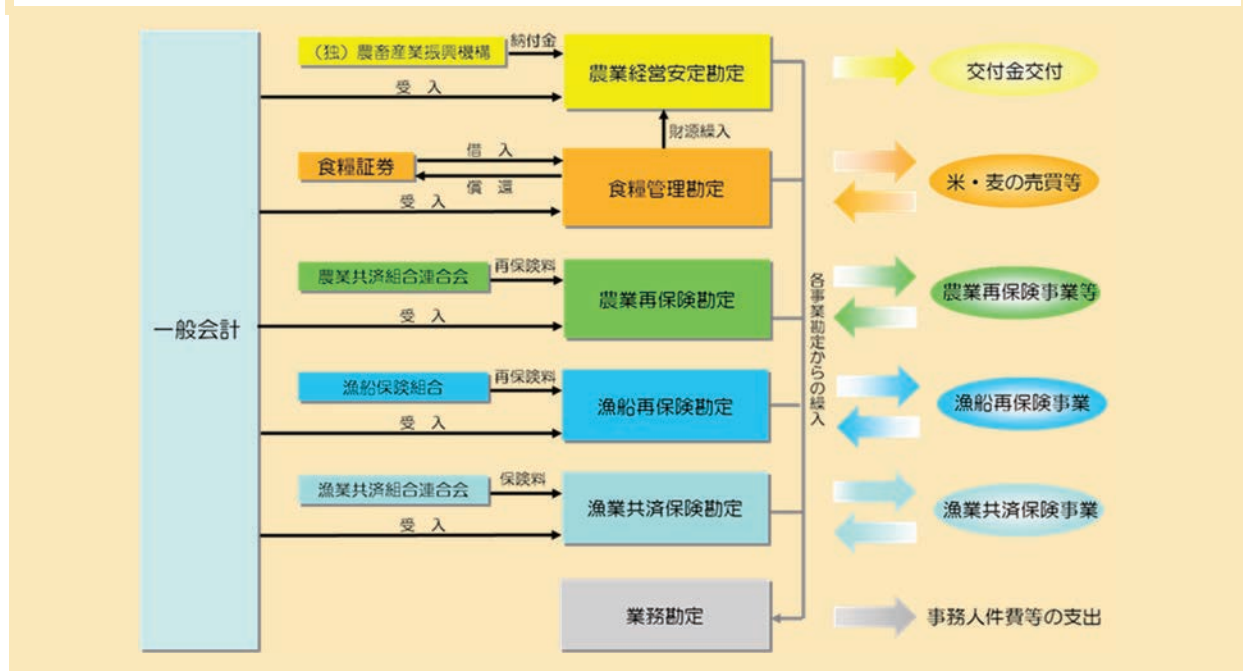 一般会計
（独）農畜産業振興機構
納付金
農業経営安定勘定
受 入
交付金交付
財源繰入
食糧証券
借 入
償 還
食糧管理勘定
受 入
米・麦の売買等
農業共済組合連合会
再保険料
農業再保険勘定
受 入
農業再保険事業等
各事業勘定からの繰入
漁船保険組合
再保険料
漁船再保険勘定
受 入
漁船再保険事業
漁業共済組合連合会
保険料
漁業共済保険勘定
受 入
漁業共済保険事業
業務勘定
事務人件費等の支出